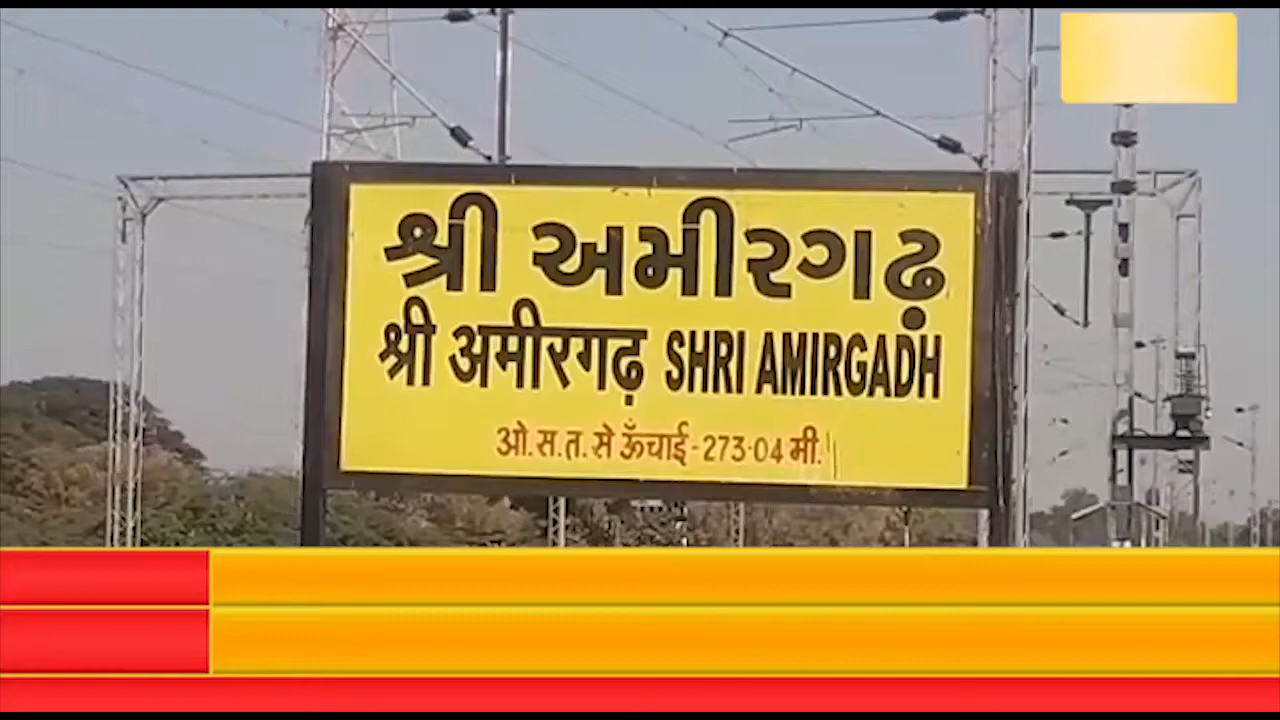 શ્રી અમીરગઢ઼
श्री अमीरगढ़ SHRI AMIRGADH
ओ.स.त.से ऊँचाई-273·04 मी.